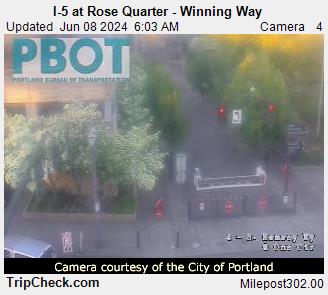 I-5 at Rose Quarter - Winning Way
Updated Jun 08 2024 6:03 AM Camera 4
PBOT
PORTLAND BUREAU OF TRANSPORTATION
Camera courtesy of the City of Portland
TripCheck.com Milepost302.00